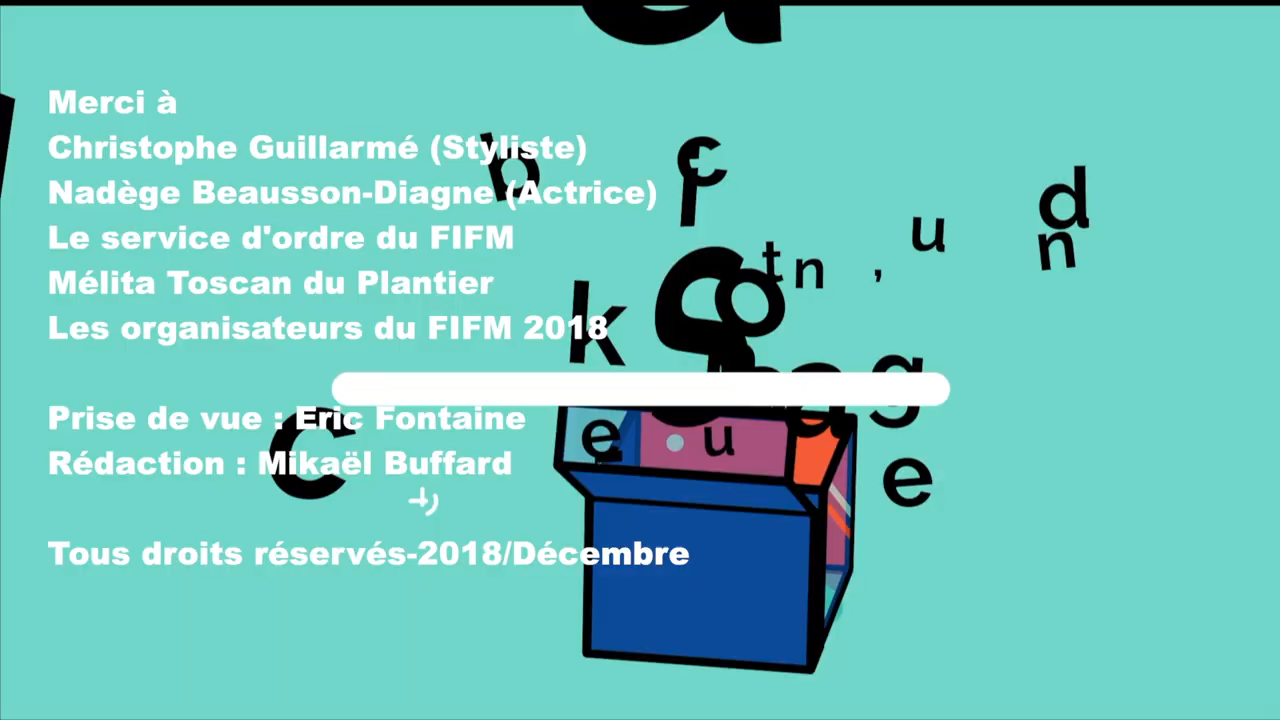 Merci à
Christophe Guillarmé (Styliste)
Nadège Beausson-Diagne (Actrice)
Le service d'ordre du FIFM
Mélita Toscan du Plantier
Les organisateurs du FIFM 2018
Prise de vue : Eric Fontaine
Rédaction : Mikaël Buffard
Tous droits réservés-2018/Décembre